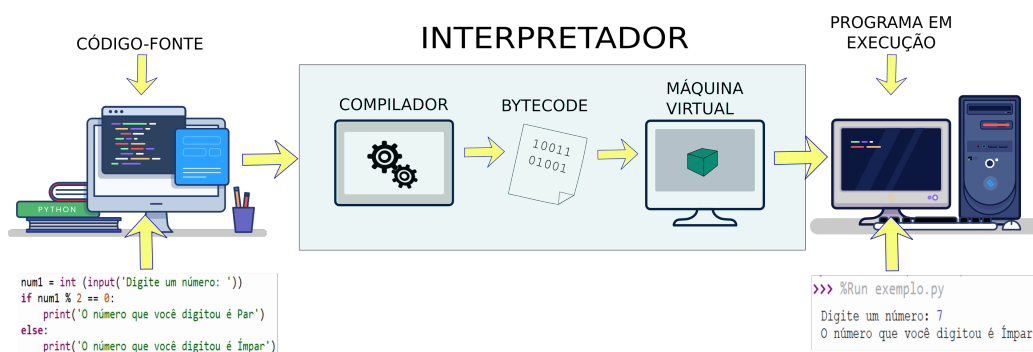 CÓDIGO-FONTE
INTERPRETADOR
PROGRAMA EM
EXECUÇÃO
COMPILADOR
BYTECODE
MÁQUINA
VIRTUAL
10011
01001
PYTHON
num1 = int (input('Digite um número: '))
if num1 % 2 == 0:
    print('O número que você digitou é Par')
else:
    print('O número que você digitou é Ímpar')
>>> %Run exemplo.py
Digite um número: 7
O número que você digitou é Ímpar